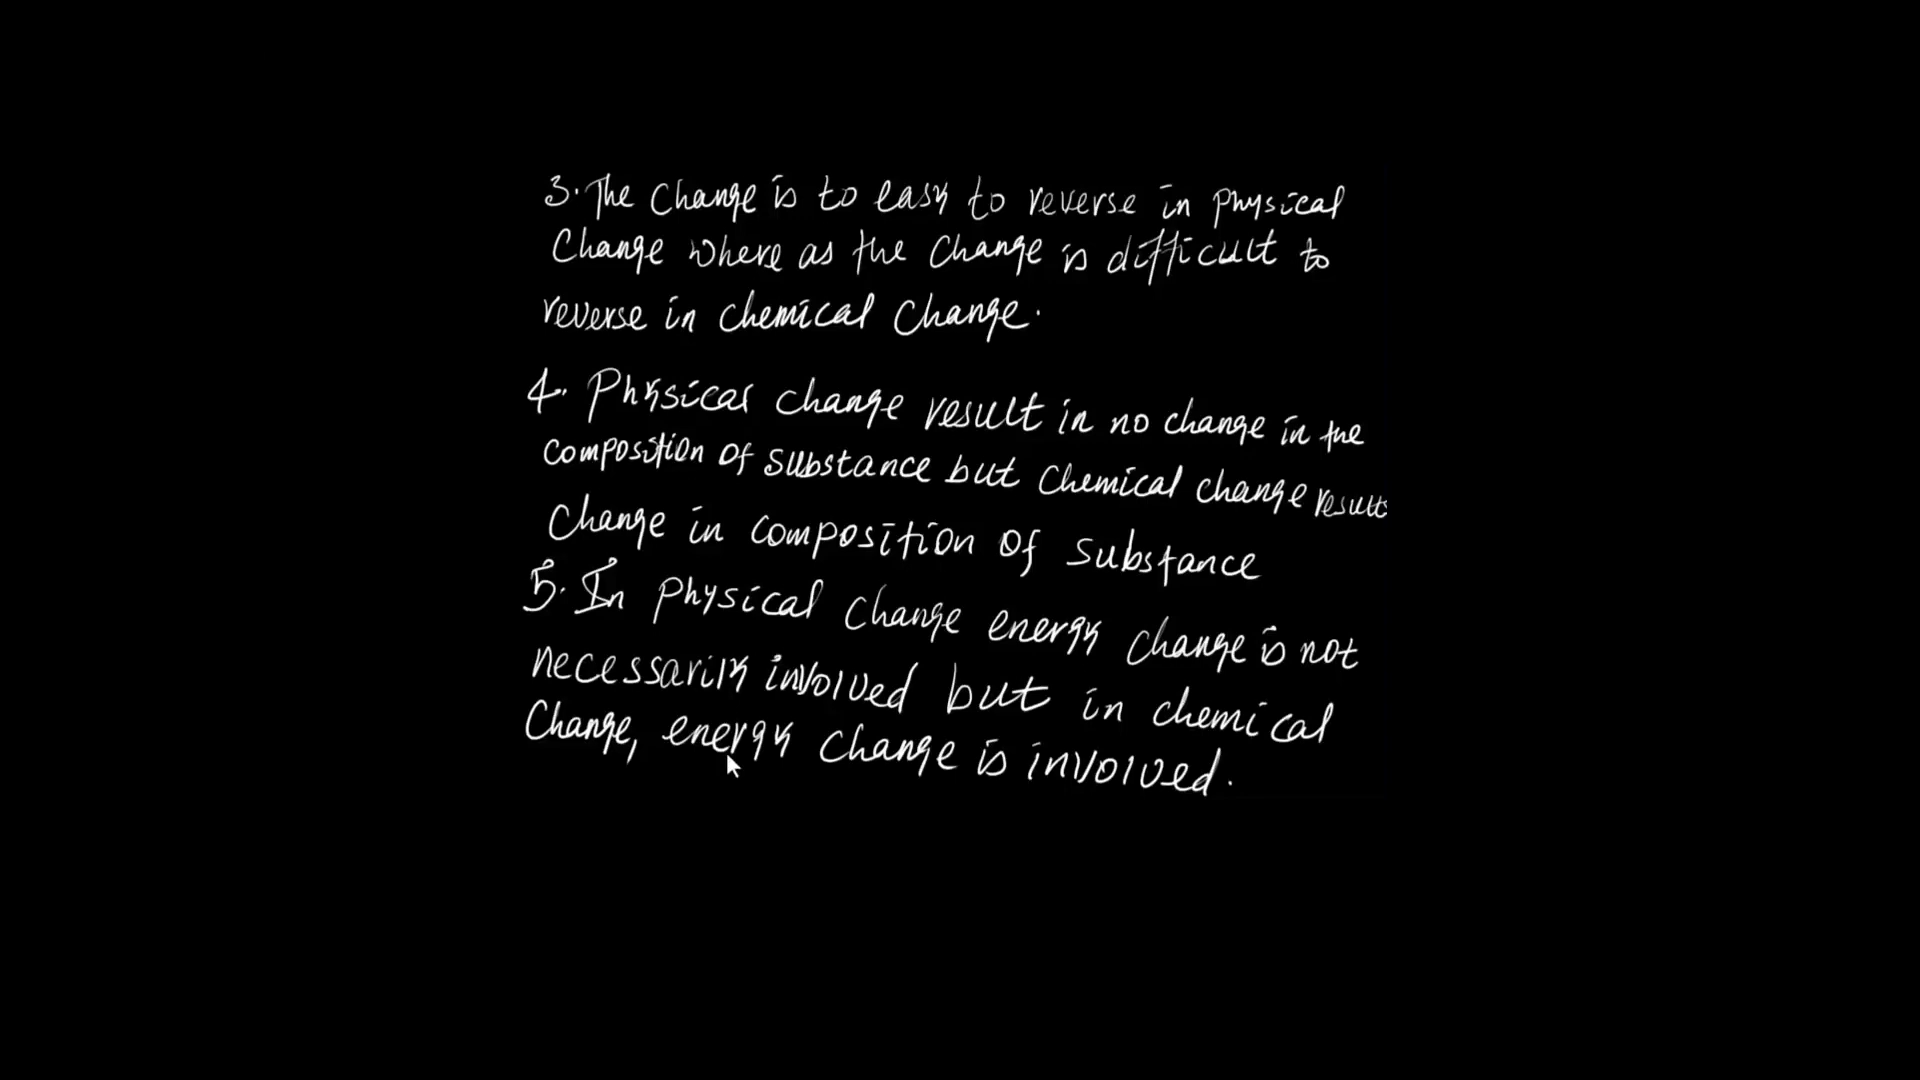 3. The Change is to easy to reverse in physical
Change where as the Change is difficult to
reverse in chemical Change.
4. Physical change result in no change in the
composition of substance but Chemical change results
Change in composition of substance
5. In physical Change energy change is not
necessarily involved but in chemical
Change, energy change is involved.